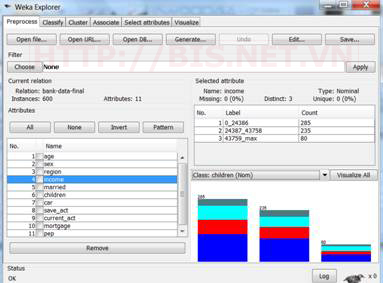 Weka Explorer
Preprocess Classify Cluster Associate Select attributes Visualize
Open file... Open URL... Open DB... Generate... Undo Edit... Save...
Filter
Choose None Apply
Current relation
Relation: bank-data-final
Instances: 600 Attributes: 11
Attributes
All None Invert Pattern
No. Name
1 age
2 sex
3 region
4 income
5 married
6 children
7 car
8 save_act
9 current_act
10 mortgage
11 pep
Remove
Selected attribute
Name: income Type: Nominal
Missing: 0 (0%) Distinct: 3 Unique: 0 (0%)
No. Label Count
1 0_24386 285
2 24387_43758 235
3 43759_max 80
Class: children (Nom) Visualize All
285
235
80
Status
OK
Log x 0
HTTP://BIS.NET.VN